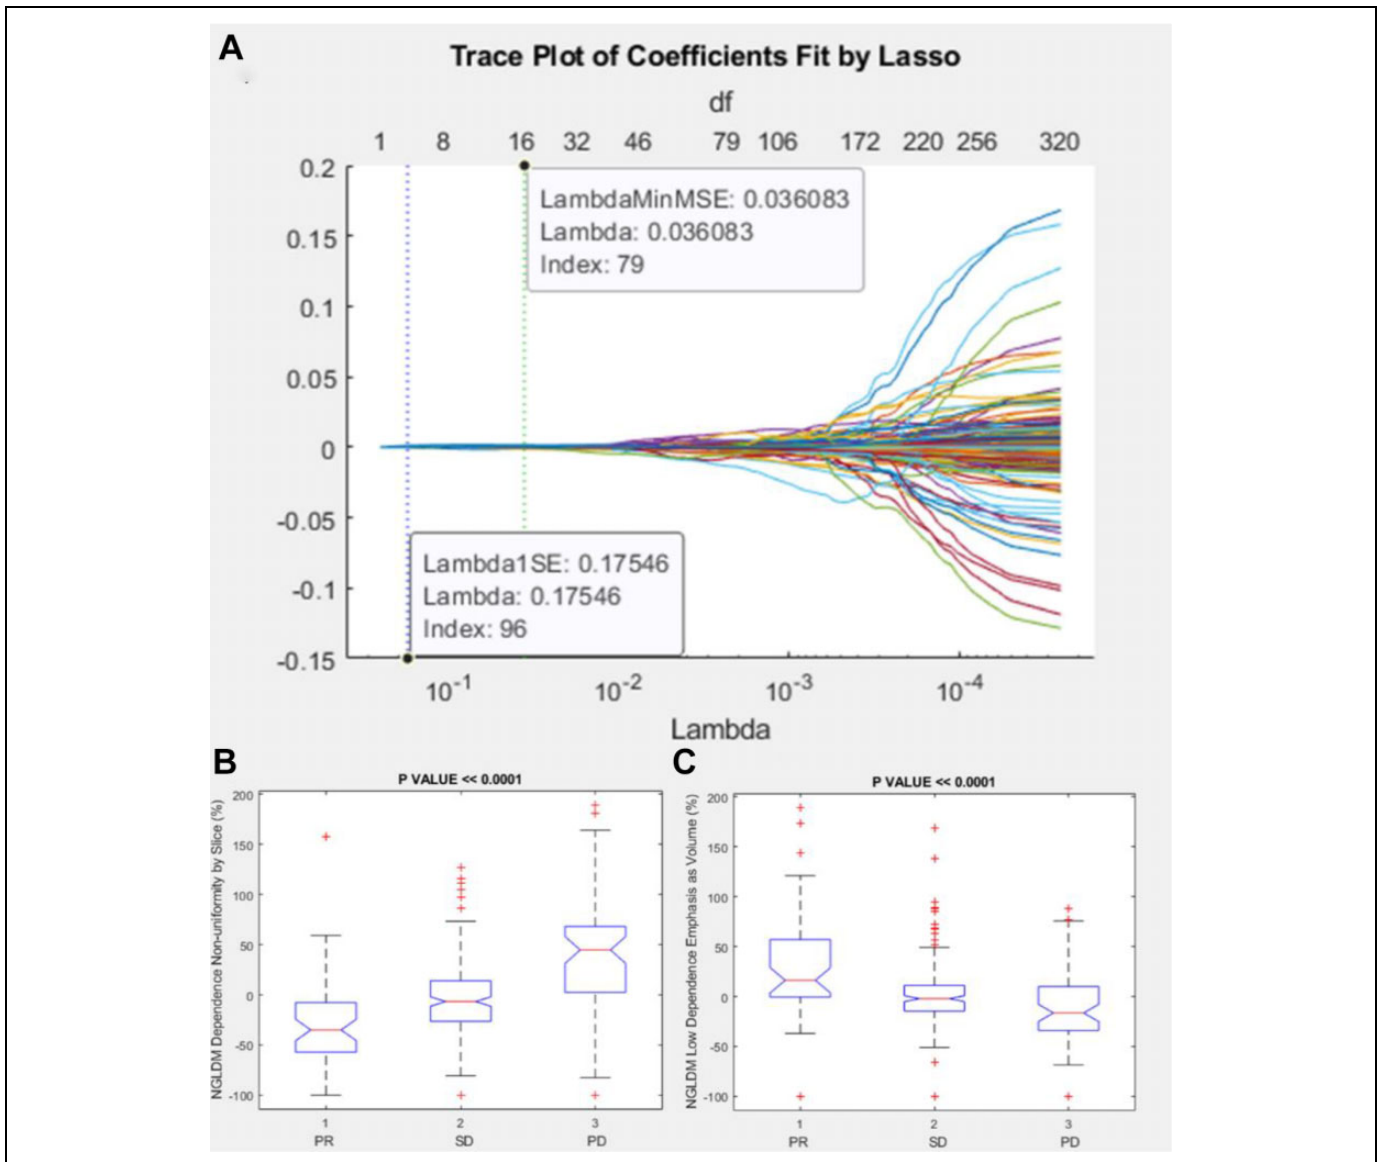 A
Trace Plot of Coefficients Fit by Lasso
df
1 8 16 32 46 79 106 172 220 256 320
0.2
LambdaMinMSE: 0.036083
Lambda: 0.036083
Index: 79
0.15
0.1
0.05
0
-0.05
Lambda1SE: 0.17546
Lambda: 0.17546
Index: 96
-0.1
-0.15
10-1 10-2 10-3 10-4
Lambda
B
P VALUE << 0.0001
NGLDM Dependence Non-uniformity by Slice (%)
200
150
100
50
0
-50
-100
1 2 3
PR SD PD
C
P VALUE << 0.0001
NGLDM Low Dependence Emphasis as Volume (%)
200
150
100
50
0
-50
-100
1 2 3
PR SD PD